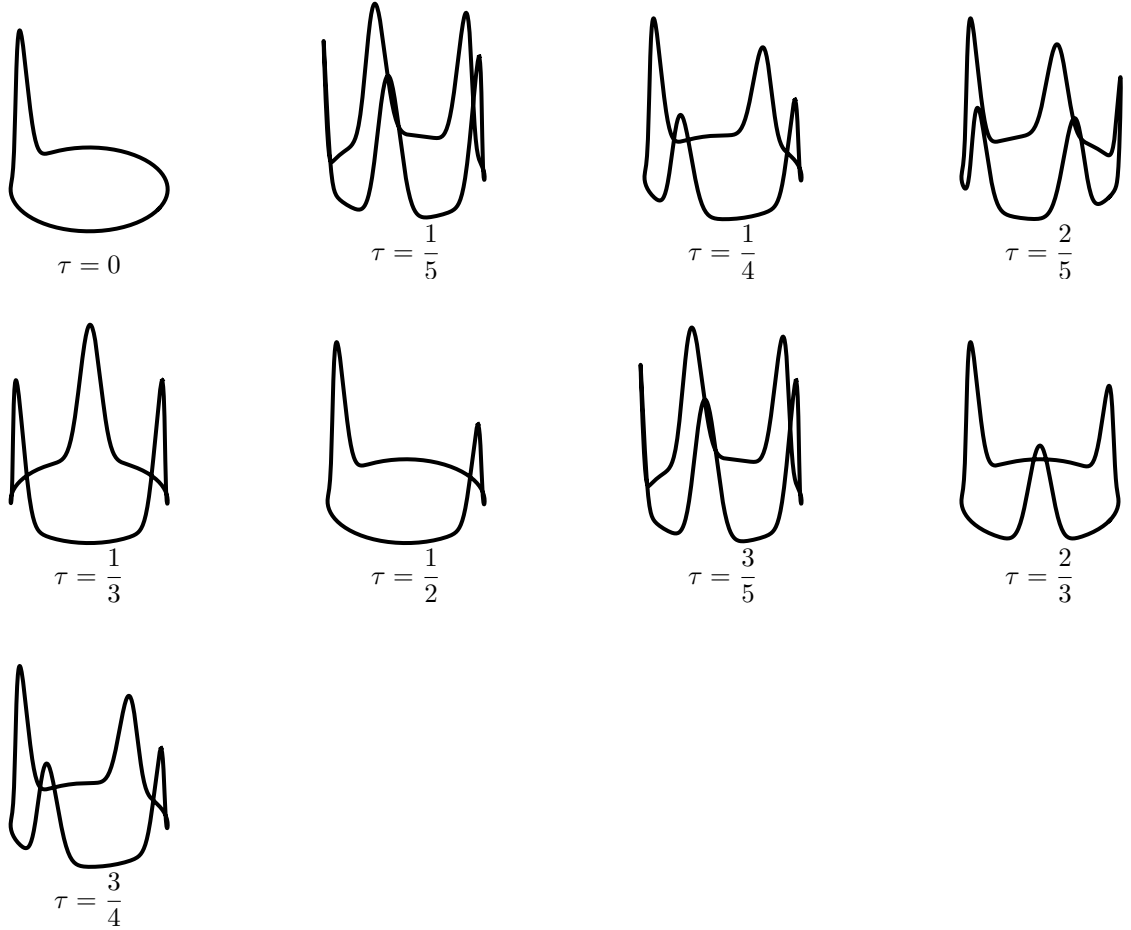 τ = 0
τ = 1/5
τ = 1/4
τ = 2/5
τ = 1/3
τ = 1/2
τ = 3/5
τ = 2/3
τ = 3/4